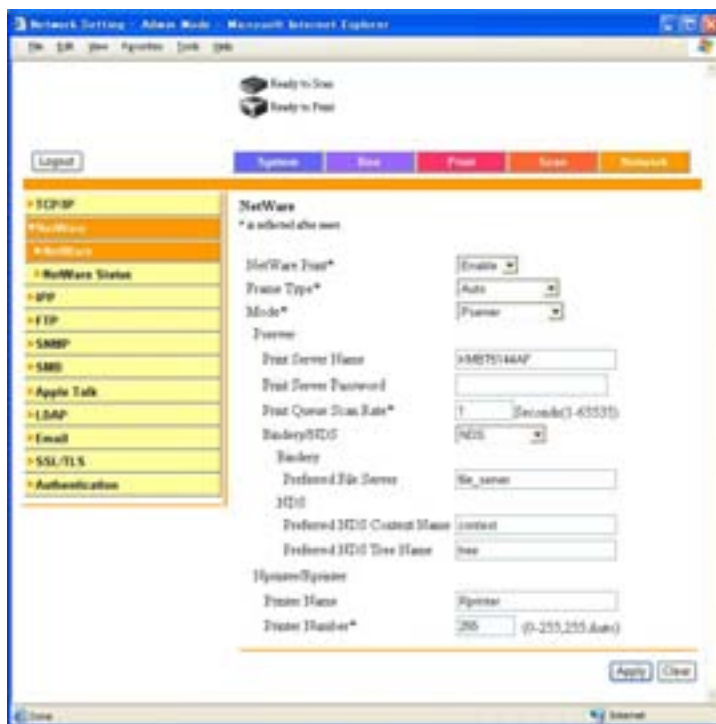 Network Setting - Admin Mode - Microsoft Internet Explorer
File Edit View Favorites Tools Help
Ready to Scan
Ready to Print
Logout
System Box Print Scan Network
TCP/IP
NetWare
NetWare
NetWare Status
IPP
FTP
SNMP
SMB
Apple Talk
LDAP
Email
SSL/TLS
Authentication
NetWare
* is reflected after reset.
NetWare Print* Enable
Frame Type* Auto
Mode* Pserver
Pserver
Print Server Name
Print Server Password
Print Queue Scan Rate* 1 Seconds(1-65535)
Bindery/NDS NDS
Bindery
Preferred File Server file_server
NDS
Preferred NDS Context Name context
Preferred NDS Tree Name tree
Nprinter/Rprinter
Printer Name Rprinter
Printer Number* 255 (0-255,255:Auto)
Apply Clear
Done Internet